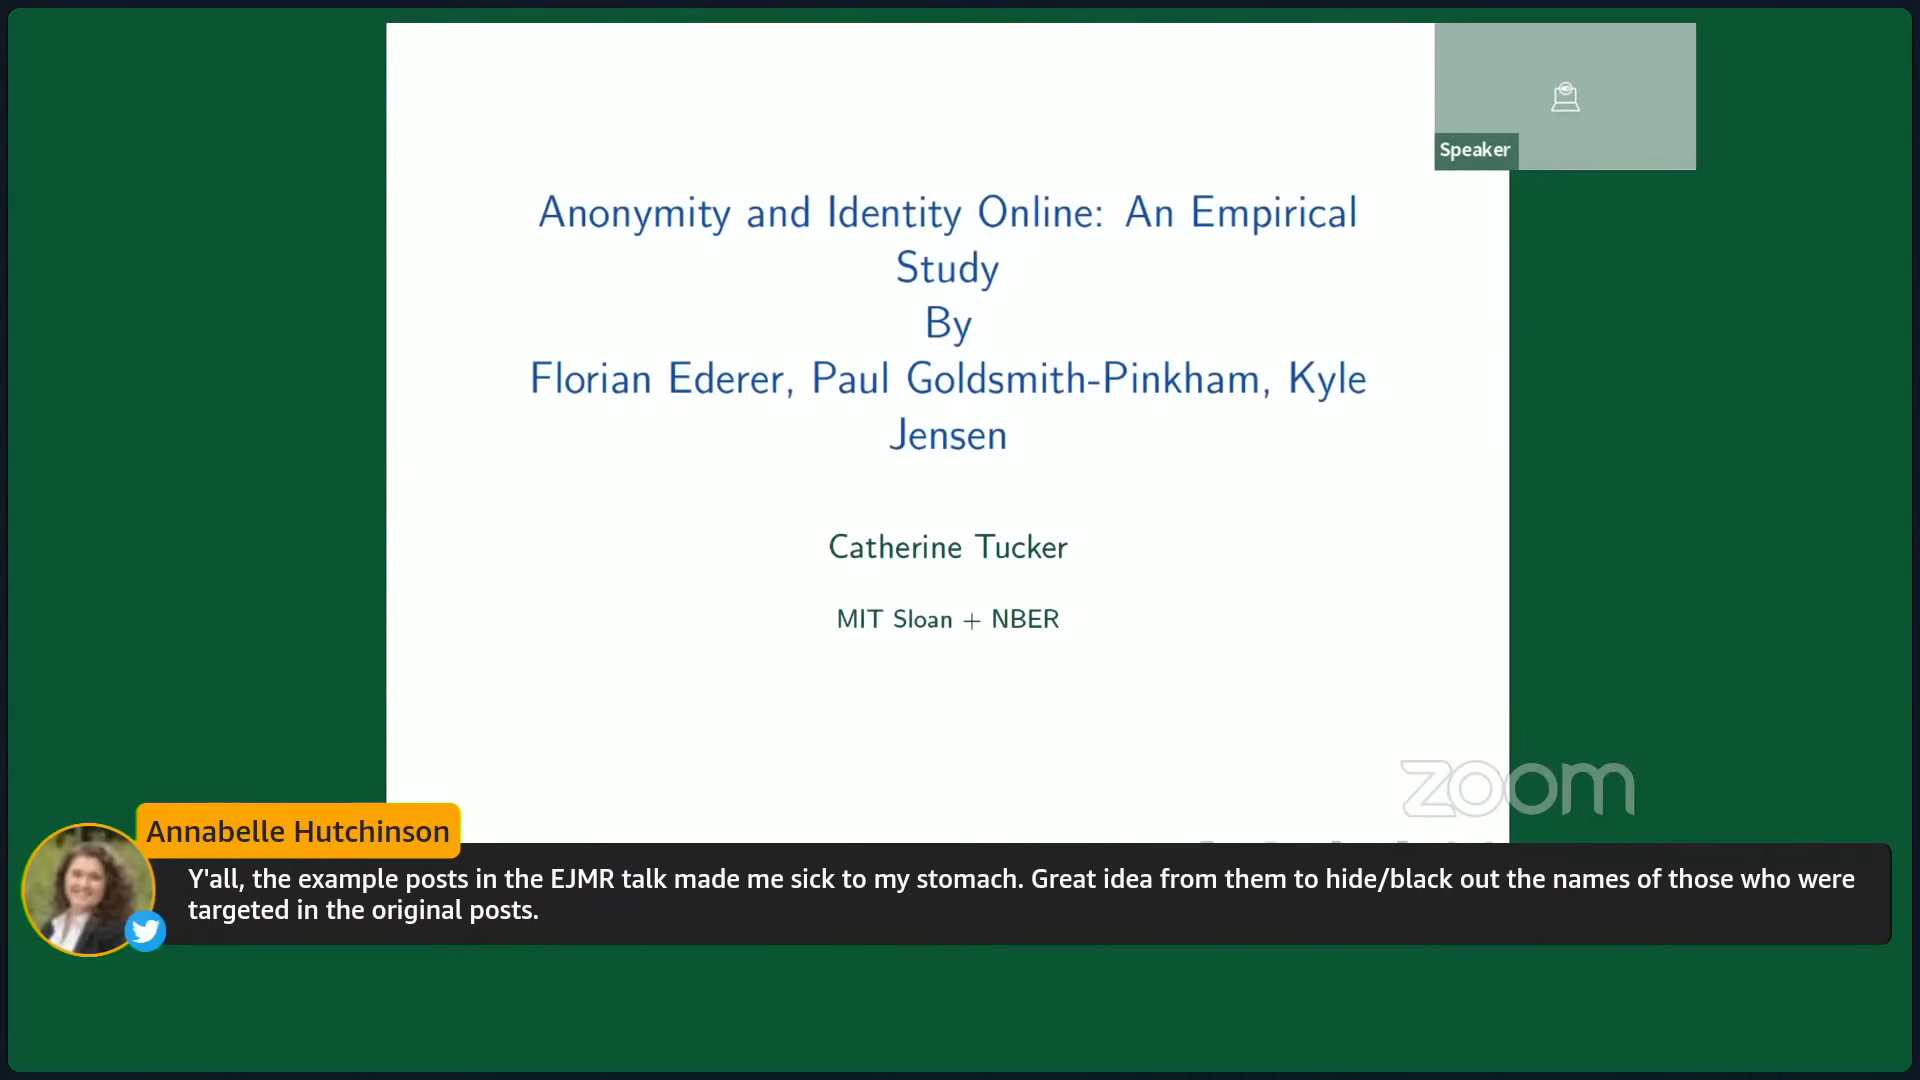 Speaker
Anonymity and Identity Online: An Empirical
Study
By
Florian Ederer, Paul Goldsmith-Pinkham, Kyle
Jensen
Catherine Tucker
MIT Sloan + NBER
zoom
Annabelle Hutchinson
Y'all, the example posts in the EJMR talk made me sick to my stomach. Great idea from them to hide/black out the names of those who were
targeted in the original posts.